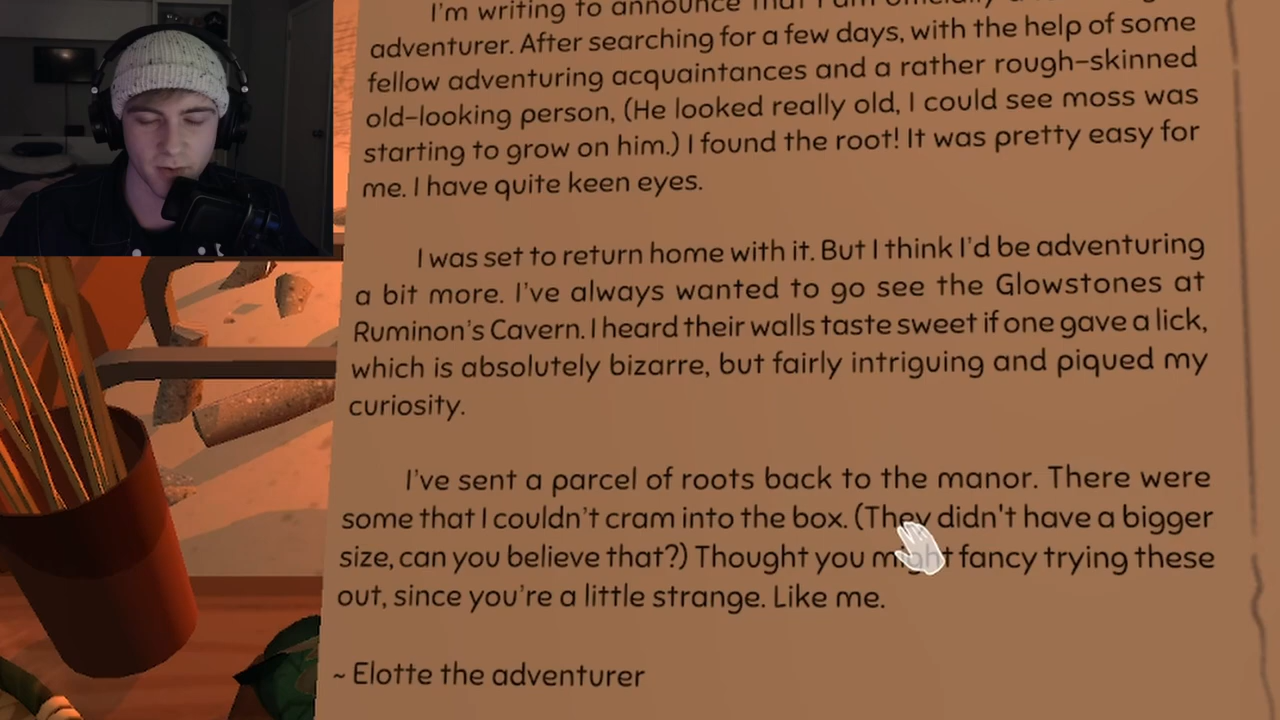 I'm writing to announce that I am officially
adventurer. After searching for a few days, with the help of some
fellow adventuring acquaintances and a rather rough-skinned
old-looking person, (He looked really old, I could see moss was
starting to grow on him.) I found the root! It was pretty easy for
me. I have quite keen eyes.
I was set to return home with it. But I think I'd be adventuring
a bit more. I've always wanted to go see the Glowstones at
Ruminon's Cavern. I heard their walls taste sweet if one gave a lick,
which is absolutely bizarre, but fairly intriguing and piqued my
curiosity.
I've sent a parcel of roots back to the manor. There were
some that I couldn't cram into the box. (They didn't have a bigger
size, can you believe that?) Thought you might fancy trying these
out, since you're a little strange. Like me.
~ Elotte the adventurer